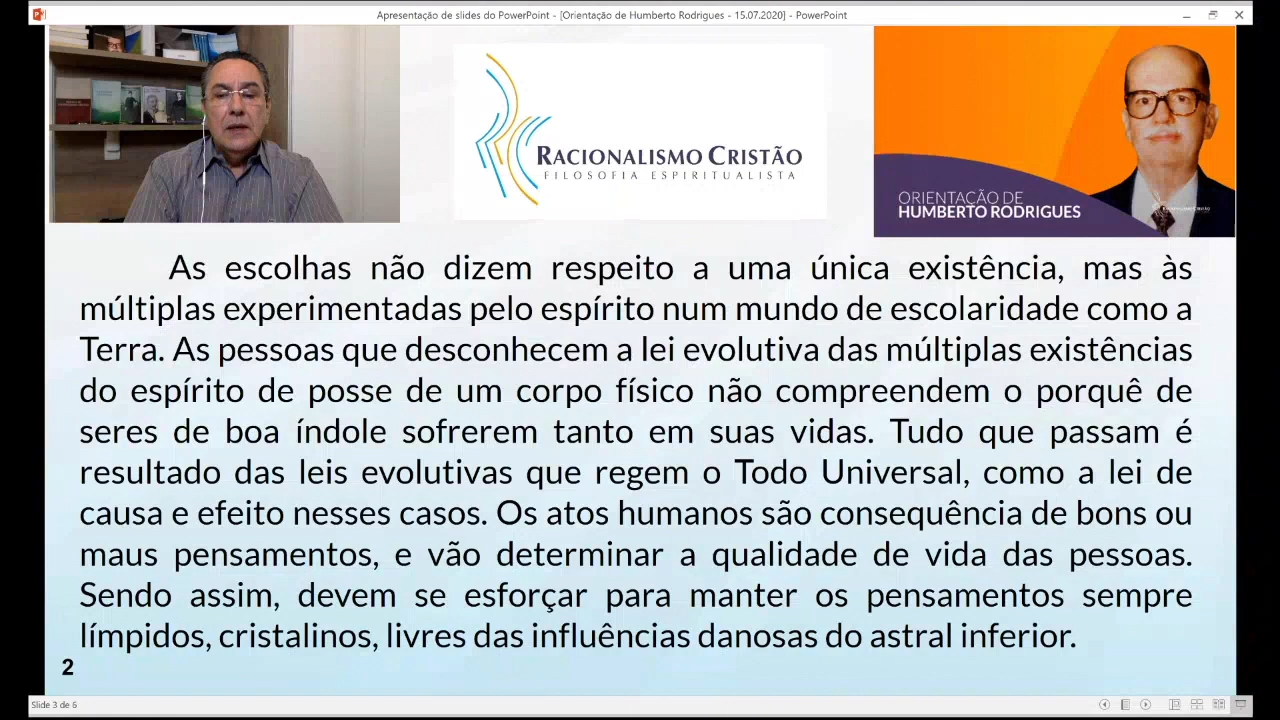 Apresentação de slides do PowerPoint - [Orientação de Humberto Rodrigues - 15.07.2020] - PowerPoint
RACIONALISMO CRISTÃO
FILOSOFIA ESPIRITUALISTA
ORIENTAÇÃO DE
HUMBERTO RODRIGUES
As escolhas não dizem respeito a uma única existência, mas às
múltiplas experimentadas pelo espírito num mundo de escolaridade como a
Terra. As pessoas que desconhecem a lei evolutiva das múltiplas existências
do espírito de posse de um corpo físico não compreendem o porquê de
seres de boa índole sofrerem tanto em suas vidas. Tudo que passam é
resultado das leis evolutivas que regem o Todo Universal, como a lei de
causa e efeito nesses casos. Os atos humanos são consequência de bons ou
maus pensamentos, e vão determinar a qualidade de vida das pessoas.
Sendo assim, devem se esforçar para manter os pensamentos sempre
límpidos, cristalinos, livres das influências danosas do astral inferior.
2
Slide 3 de 6